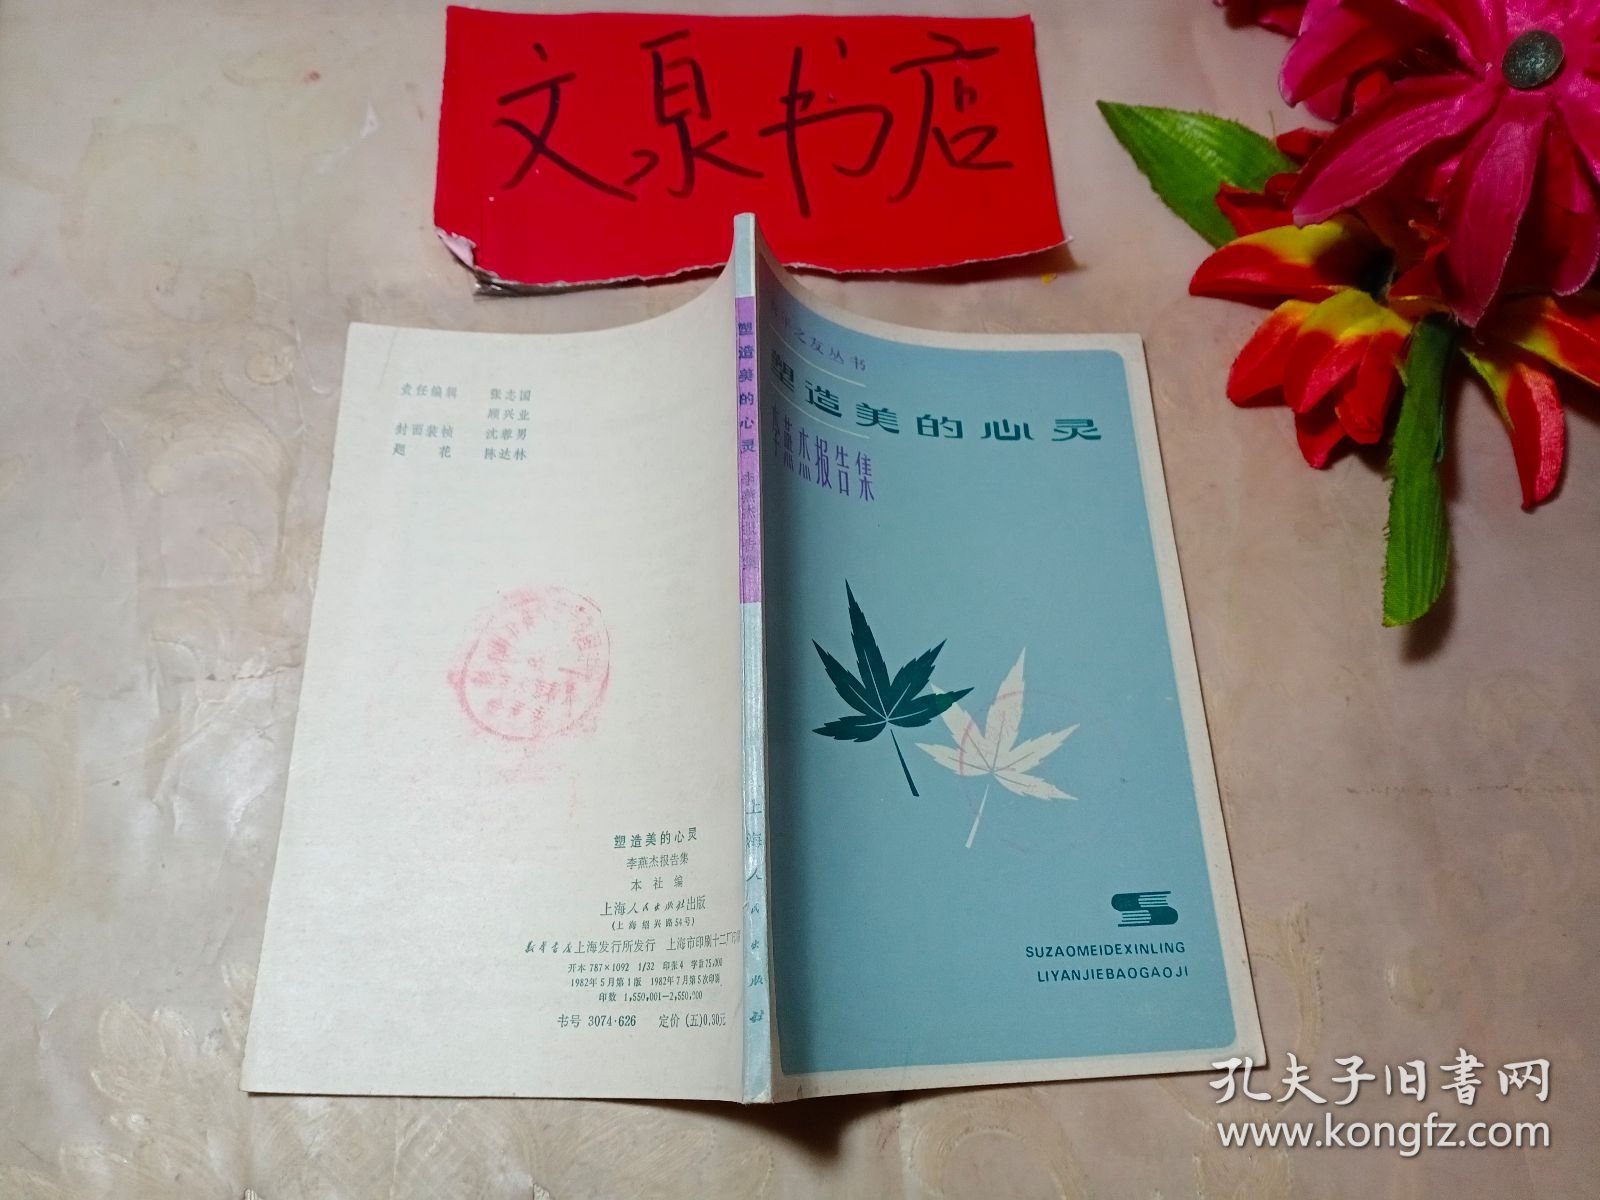 文泉书店
之友丛书
塑造美的心灵
李燕杰报告集
SUZAOMEIDEXINLING
LIYANJIEBAOGAOJI
塑造美的心灵 李燕杰报告集 上海人民出版社
责任编辑 张志国
顾兴业
封面装帧 沈蓉男
题 花 陈达林
塑造美的心灵
李燕杰报告集
本社编
上海人民出版社出版
(上海绍兴路54号)
新华书店上海发行所发行 上海市印刷十二厂印刷
开本 787×1092 1/32 印张4 字数75,000
1982年5月第1版 1982年7月第5次印刷
印数 1,550,001—2,550,000
书号 3074·626 定价(五)0.30元
孔夫子旧書网
www.kongfz.com